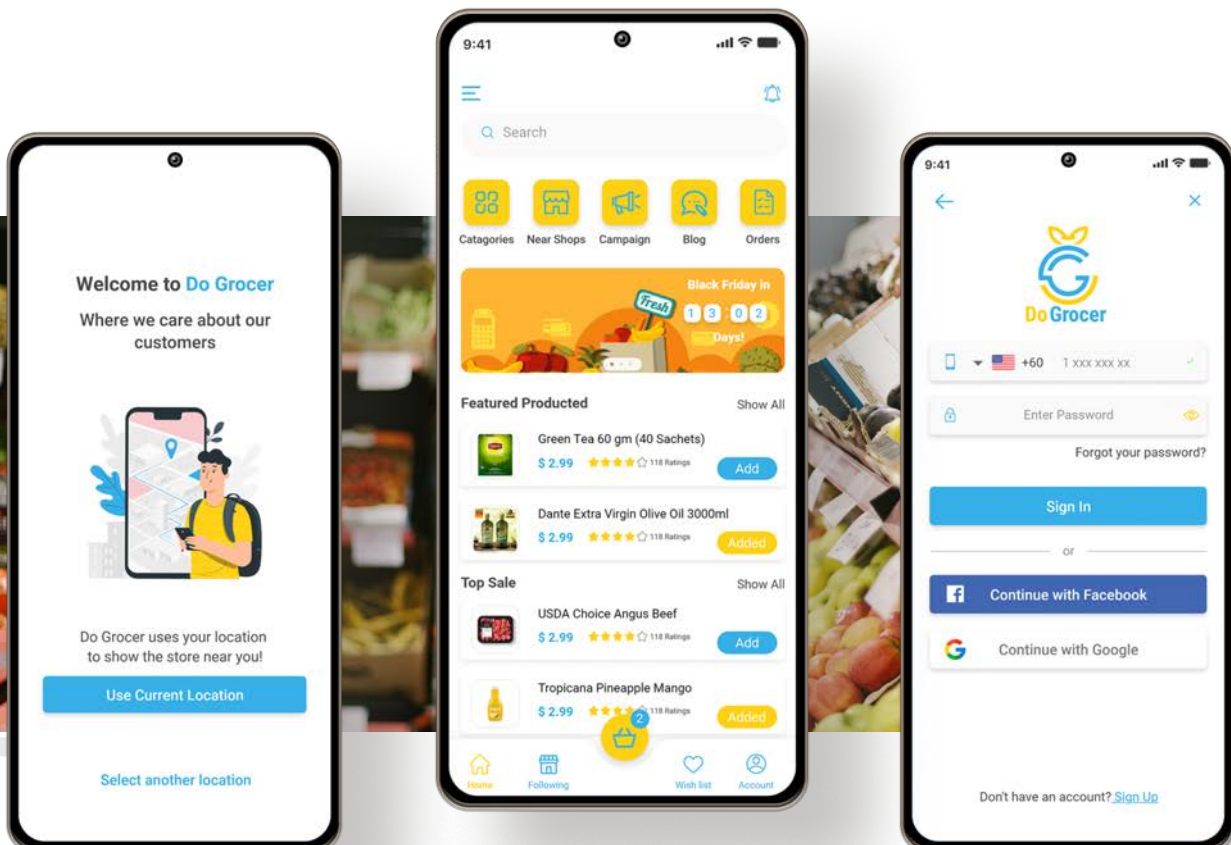 Welcome to Do Grocer
Where we care about our
customers
Do Grocer uses your location
to show the store near you!
Use Current Location
Select another location
9:41
Search
Catagories
Near Shops
Campaign
Blog
Orders
Fresh
Black Friday in
1 3 : 0 2
Days!
Featured Producted
Show All
Green Tea 60 gm (40 Sachets)
$ 2.99
118 Ratings
Add
Dante Extra Virgin Olive Oil 3000ml
$ 2.99
118 Ratings
Added
Top Sale
Show All
USDA Choice Angus Beef
$ 2.99
118 Ratings
Add
Tropicana Pineapple Mango
$ 2.99
118 Ratings
Added
2
Home
Following
Wish list
Account
9:41
Do Grocer
+60
1 xxx xxx xx
Enter Password
Forgot your password?
Sign In
or
Continue with Facebook
Continue with Google
Don't have an account? Sign Up